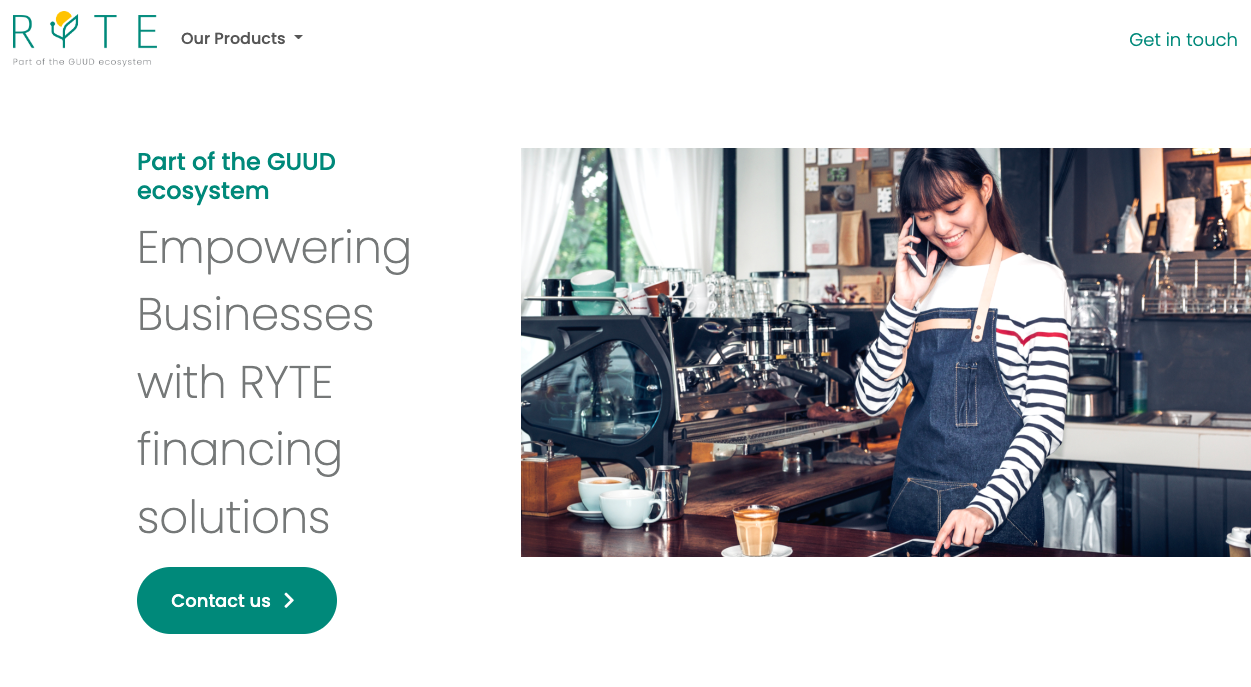 RYTE
Part of the GUUD ecosystem
Our Products
Get in touch
Part of the GUUD
ecosystem
Empowering
Businesses
with RYTE
financing
solutions
Contact us